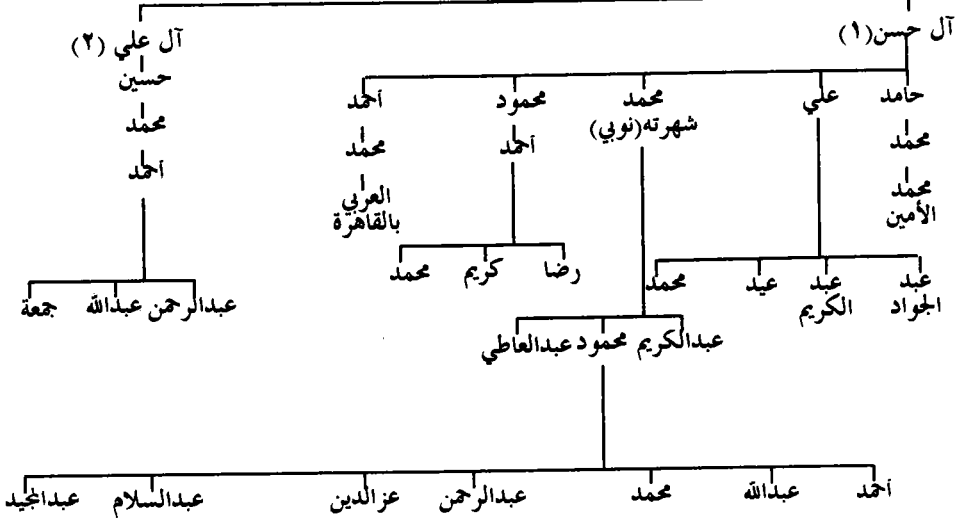 آل حسن(١)
آل علي (٢)
حامد علي محمد محمود أحمد
شهرته(نوبي)
حسين
محمد أحمد محمد محمد
محمد الأمين
العربي
بالقاهرة
أحمد
عبد الجواد
عبد الكريم
عيد
محمد
رضا كريم محمد
عبدالرحمن عبدالله جمعة
عبدالكريم محمود عبدالعاطي
أحمد عبدالله محمد عبدالرحمن عزالدين عبدالسلام عبدالمجيد